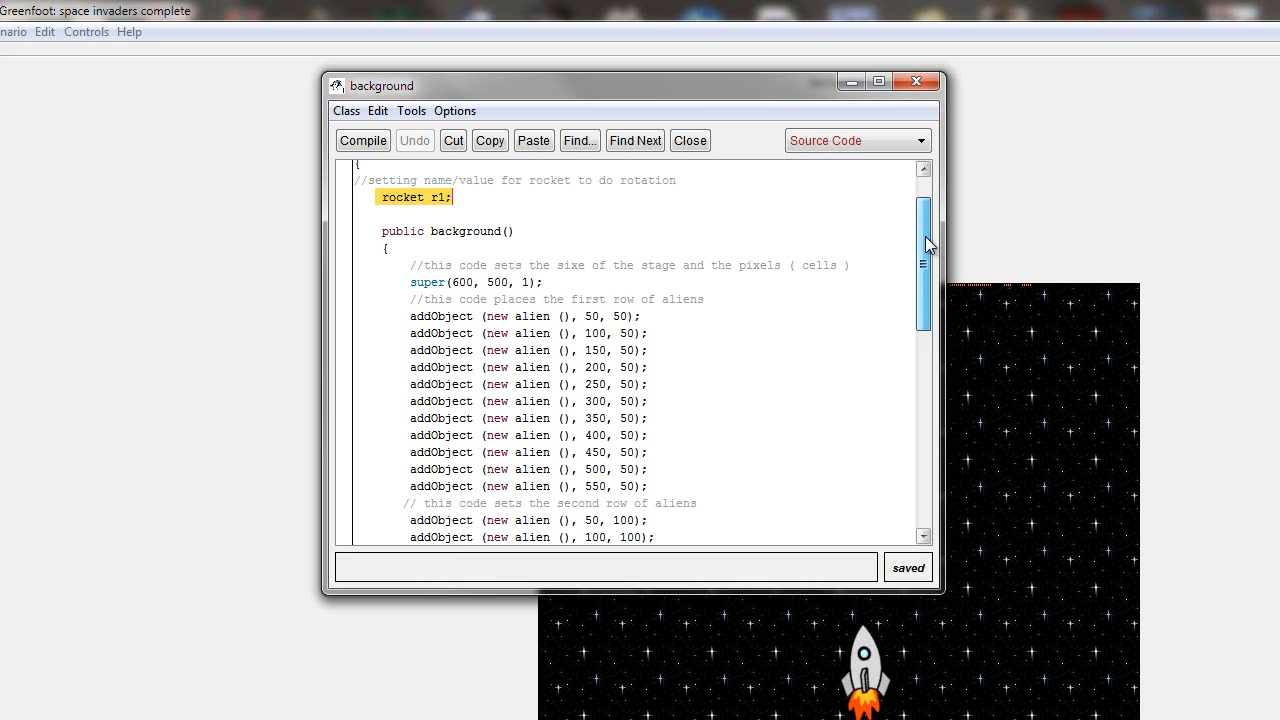 Greenfoot: space invaders complete
nario Edit Controls Help
background
Class Edit Tools Options
Compile Undo Cut Copy Paste Find... Find Next Close Source Code
{
//setting name/value for rocket to do rotation
rocket r1;
public background()
{
//this code sets the sixe of the stage and the pixels ( cells )
super(600, 500, 1);
//this code places the first row of aliens
addObject (new alien (), 50, 50);
addObject (new alien (), 100, 50);
addObject (new alien (), 150, 50);
addObject (new alien (), 200, 50);
addObject (new alien (), 250, 50);
addObject (new alien (), 300, 50);
addObject (new alien (), 350, 50);
addObject (new alien (), 400, 50);
addObject (new alien (), 450, 50);
addObject (new alien (), 500, 50);
addObject (new alien (), 550, 50);
// this code sets the second row of aliens
addObject (new alien (), 50, 100);
addObject (new alien (), 100, 100);
saved